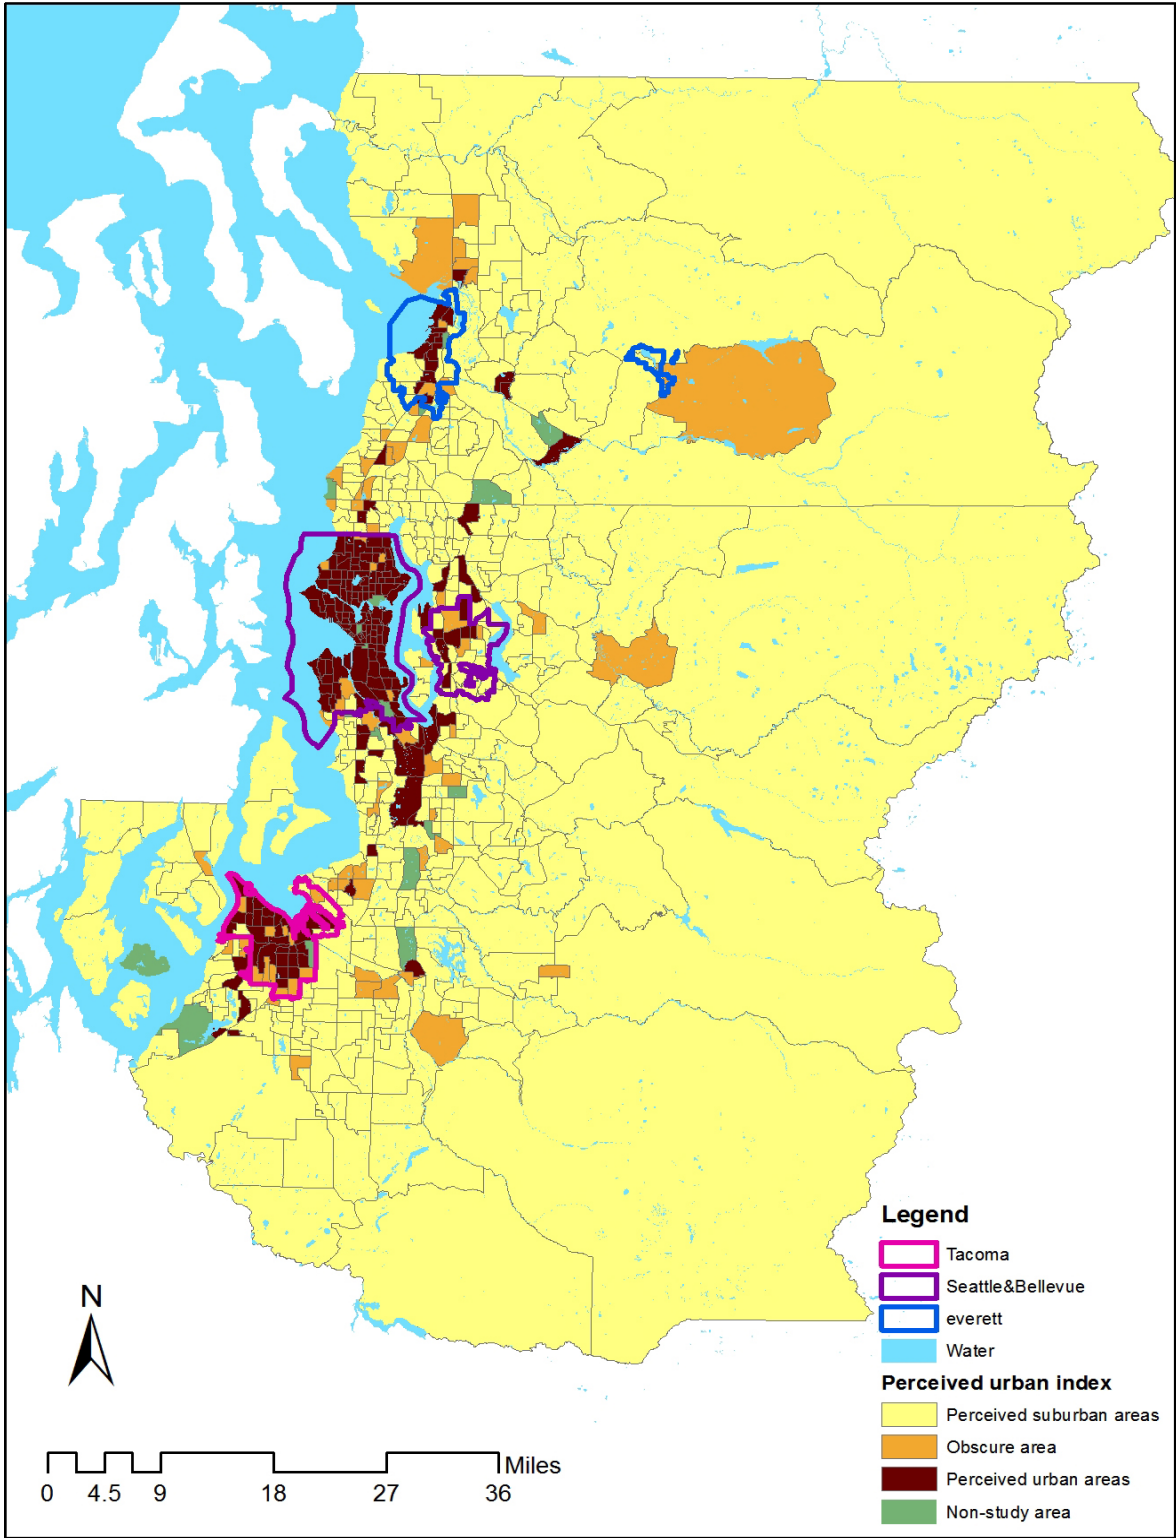 Legend
Tacoma
Seattle&Bellevue
everett
Water
Perceived urban index
Perceived suburban areas
Obscure area
Perceived urban areas
Non-study area
N
Miles
0 4.5 9 18 27 36